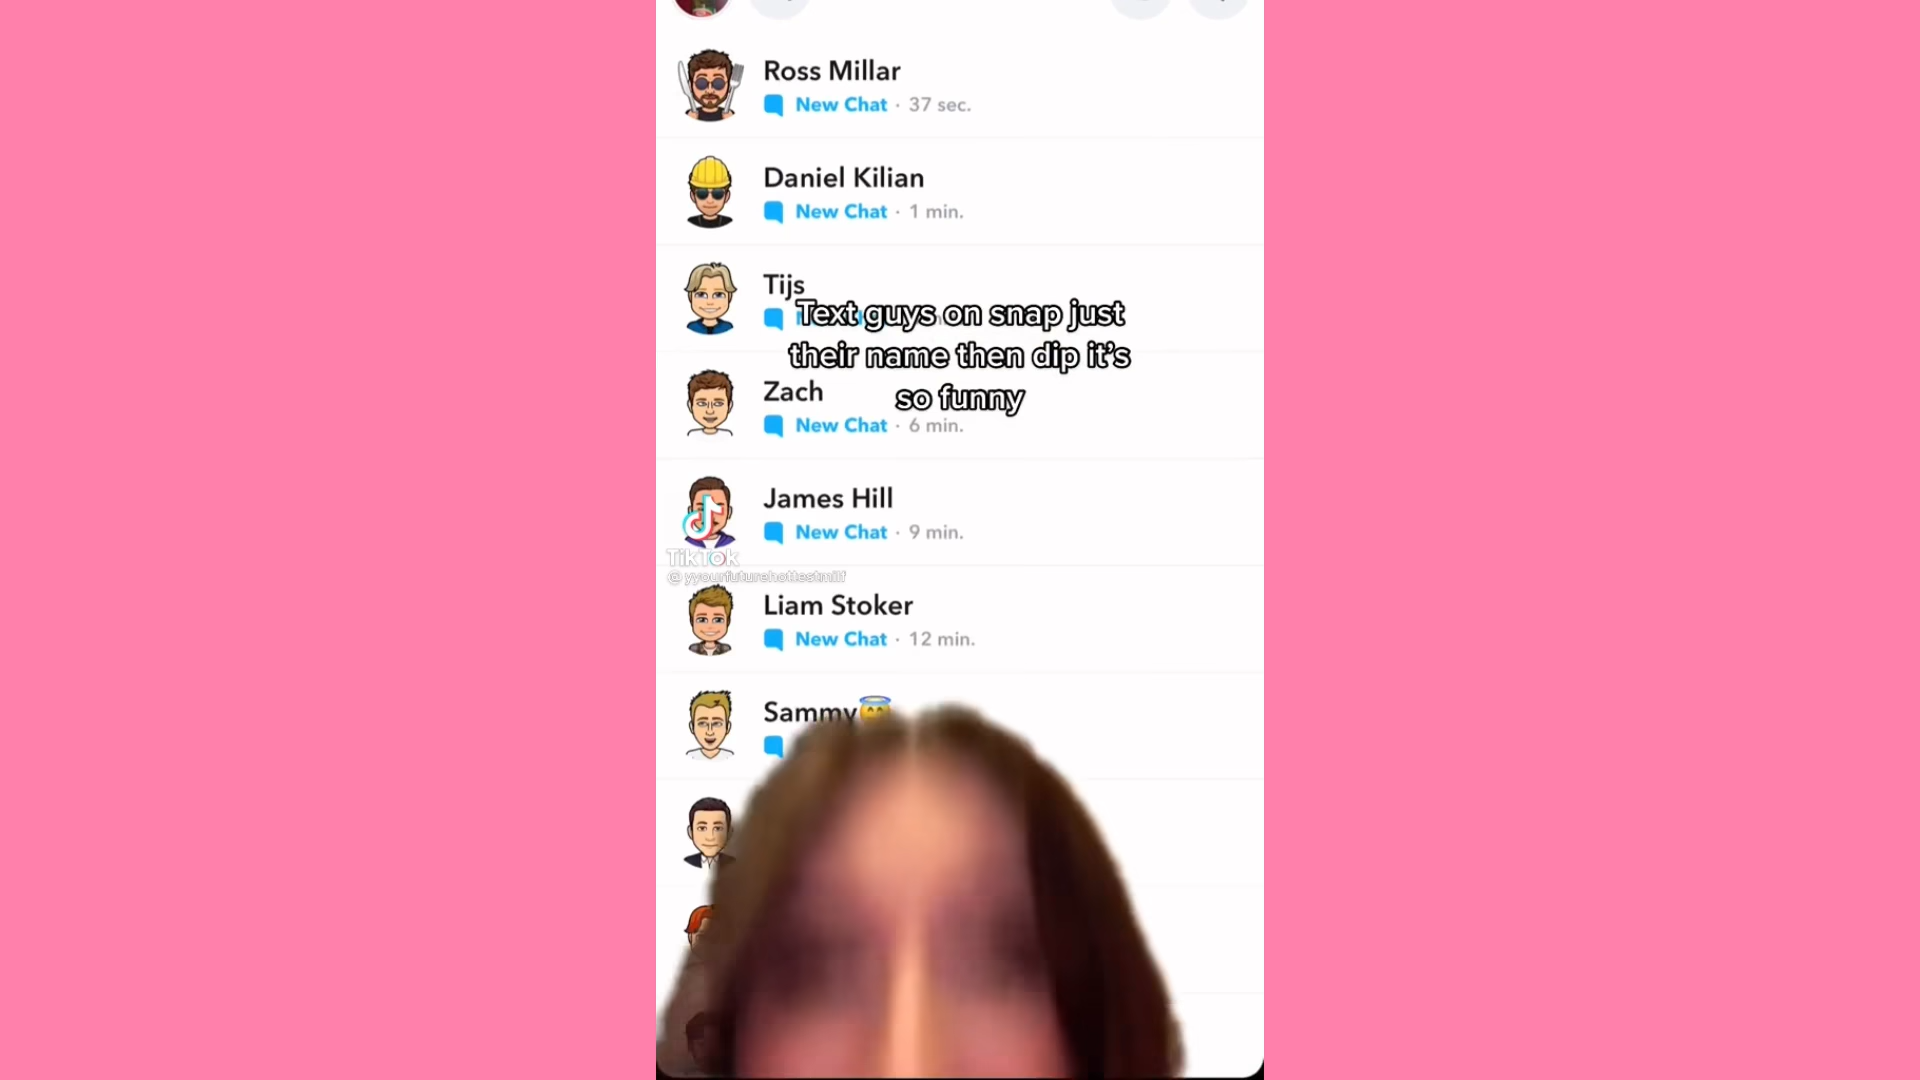 Ross Millar
New Chat · 37 sec.
Daniel Kilian
New Chat · 1 min.
Tijs
Text guys on snap just
their name then dip it's
so funny
Zach
New Chat · 6 min.
James Hill
New Chat · 9 min.
TikTok
@yyourfuturehottestmilf
Liam Stoker
New Chat · 12 min.
Sammy😇